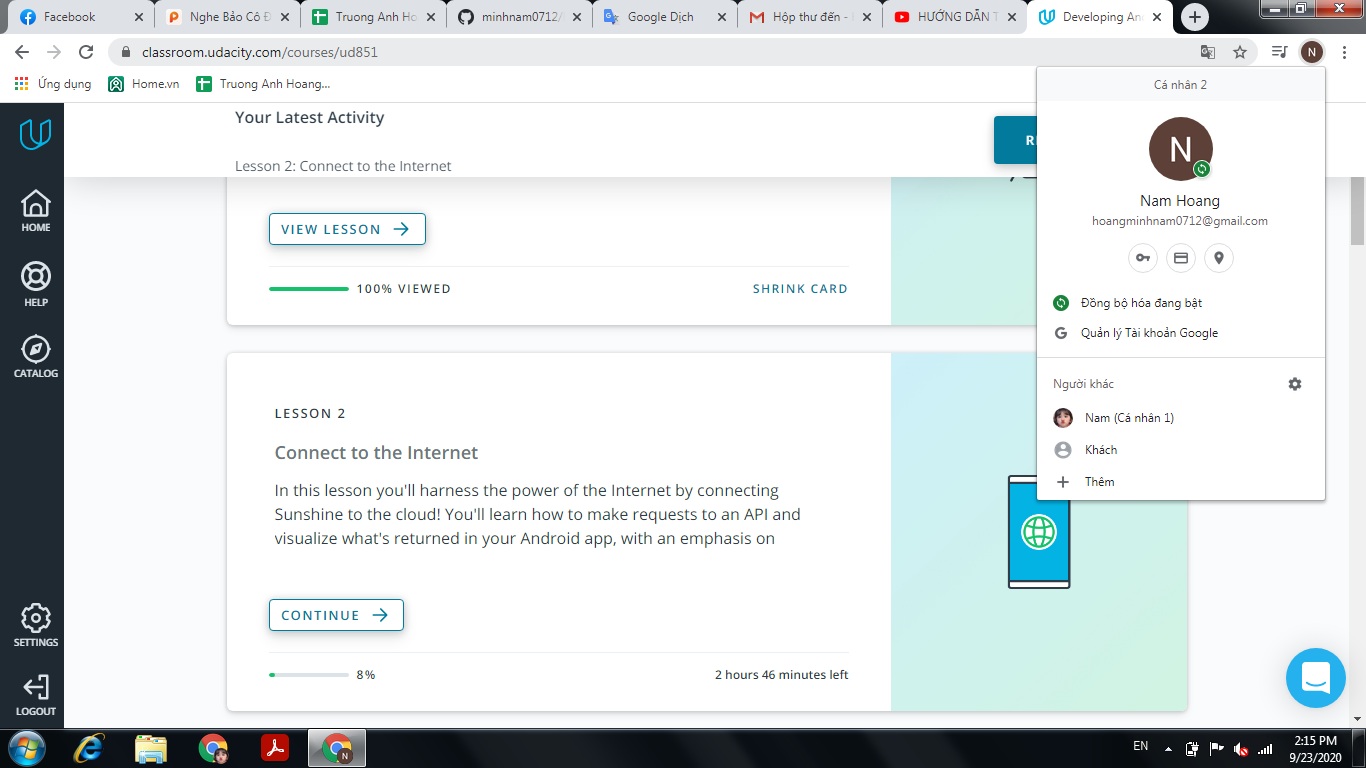 Facebook
Nghe Bảo Cô Đ
Truong Anh Ho
minhnam0712/
Google Dịch
Hộp thư đến -
HƯỚNG DẪN T
Developing An
classroom.udacity.com/courses/ud851
N
Ứng dụng
Home.vn
Truong Anh Hoang...
Your Latest Activity
Lesson 2: Connect to the Internet
HOME
HELP
CATALOG
SETTINGS
LOGOUT
VIEW LESSON
100% VIEWED
SHRINK CARD
LESSON 2
Connect to the Internet
In this lesson you'll harness the power of the Internet by connecting
Sunshine to the cloud! You'll learn how to make requests to an API and
visualize what's returned in your Android app, with an emphasis on
CONTINUE
8%
2 hours 46 minutes left
Cá nhân 2
N
Nam Hoang
hoangminhnam0712@gmail.com
Đồng bộ hóa đang bật
Quản lý Tài khoản Google
Người khác
Nam (Cá nhân 1)
Khách
Thêm
EN
2:15 PM
9/23/2020